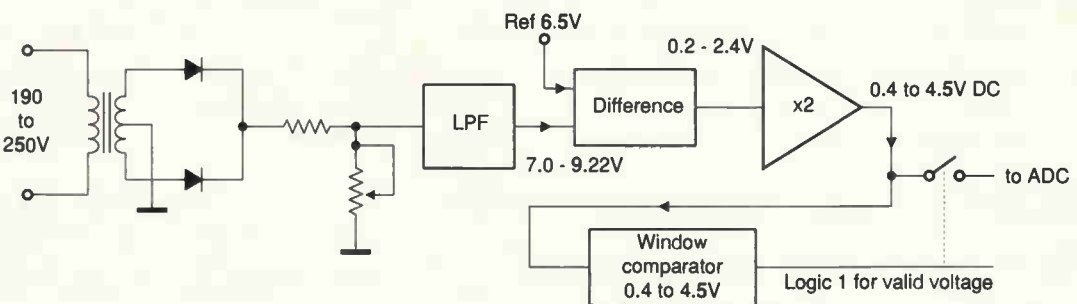 190
to
250V
LPF
7.0 - 9.22V
Ref 6.5V
Difference
0.2 - 2.4V
x2
0.4 to 4.5V DC
to ADC
Window
comparator
0.4 to 4.5V
Logic 1 for valid voltage